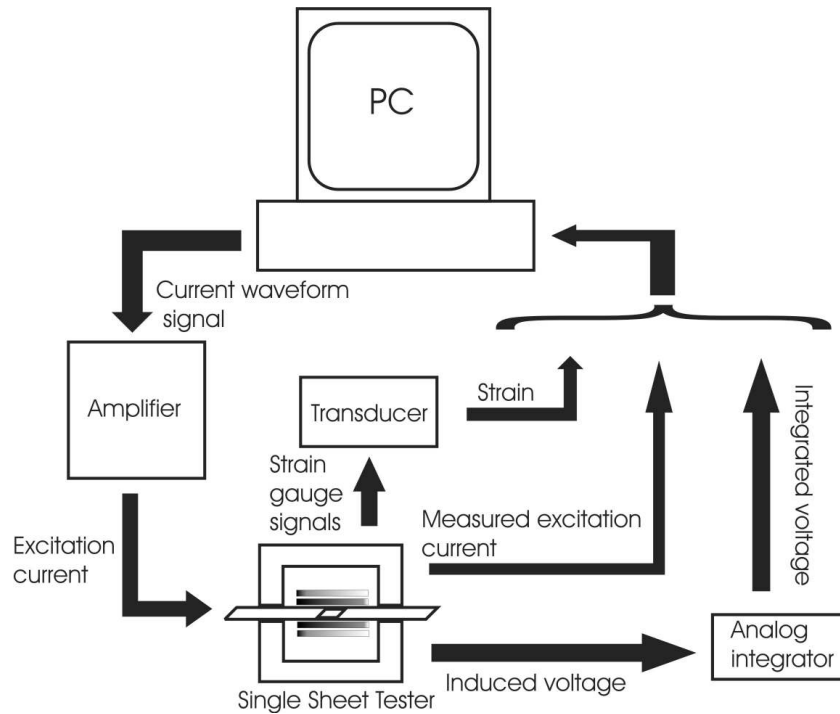 PC
Current waveform
signal
Amplifier
Transducer
Strain
Integrated voltage
Strain
gauge
signals
Measured excitation
current
Excitation
current
Analog
integrator
Induced voltage
Single Sheet Tester